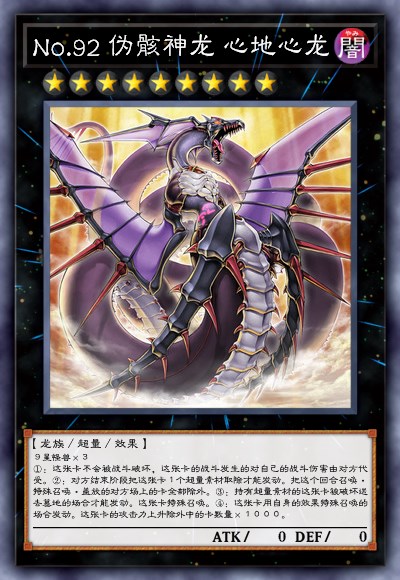 No.92 伪骸神龙 心地心龙
やみ
闇
【龙族／超量／效果】
９星怪兽×３
①：这张卡不会被战斗破坏，这张卡的战斗发生的对自己的战斗伤害由对方代
受。②：对方结束阶段把这张卡１个超量素材取除才能发动。把这个回合召唤・
特殊召唤・盖放的对方场上的卡全部除外。③：持有超量素材的这张卡被破坏送
去墓地的场合才能发动。这张卡特殊召唤。④：这张卡用自身的效果特殊召唤的
场合发动。这张卡的攻击力上升除外中的卡数量×１０００。
ATK／ 0 DEF／ 0